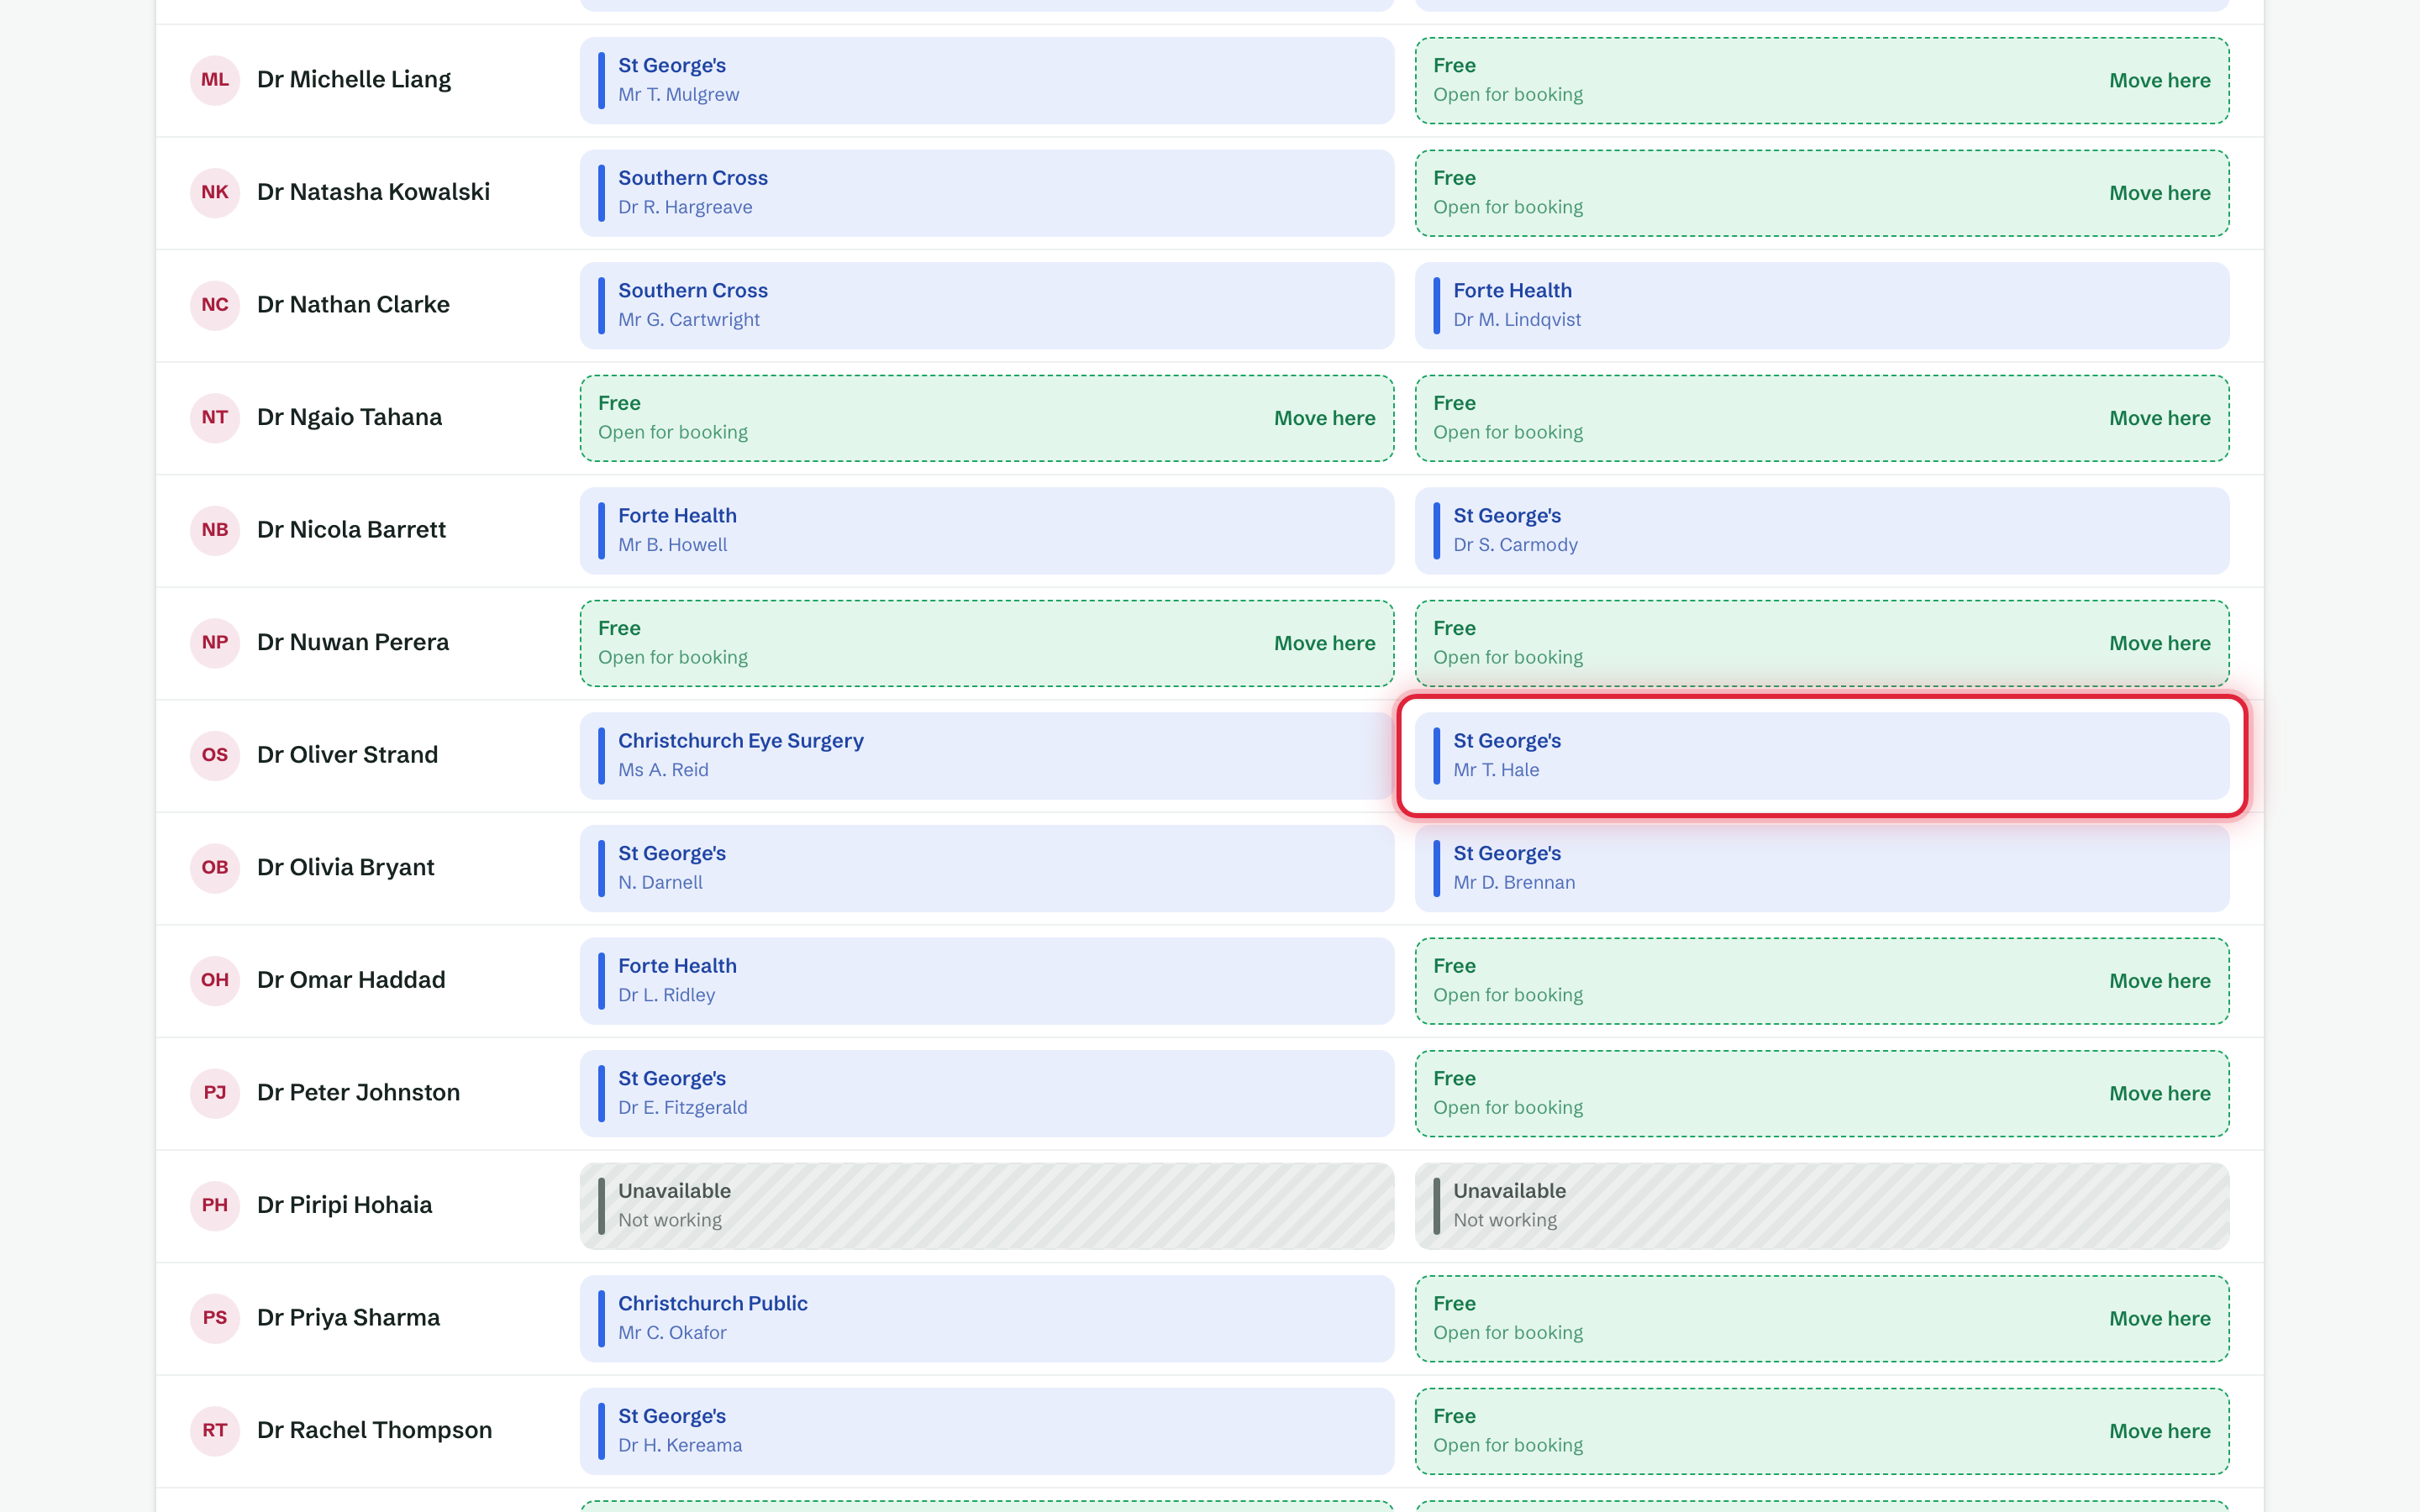 ML Dr Michelle Liang
St George's
Mr T. Mulgrew
Free
Open for booking
Move here
NK Dr Natasha Kowalski
Southern Cross
Dr R. Hargreave
Free
Open for booking
Move here
NC Dr Nathan Clarke
Southern Cross
Mr G. Cartwright
Forte Health
Dr M. Lindqvist
NT Dr Ngaio Tahana
Free
Open for booking
Move here
Free
Open for booking
Move here
NB Dr Nicola Barrett
Forte Health
Mr B. Howell
St George's
Dr S. Carmody
NP Dr Nuwan Perera
Free
Open for booking
Move here
Free
Open for booking
Move here
OS Dr Oliver Strand
Christchurch Eye Surgery
Ms A. Reid
St George's
Mr T. Hale
OB Dr Olivia Bryant
St George's
N. Darnell
St George's
Mr D. Brennan
OH Dr Omar Haddad
Forte Health
Dr L. Ridley
Free
Open for booking
Move here
PJ Dr Peter Johnston
St George's
Dr E. Fitzgerald
Free
Open for booking
Move here
PH Dr Piripi Hohaia
Unavailable
Not working
Unavailable
Not working
PS Dr Priya Sharma
Christchurch Public
Mr C. Okafor
Free
Open for booking
Move here
RT Dr Rachel Thompson
St George's
Dr H. Kereama
Free
Open for booking
Move here